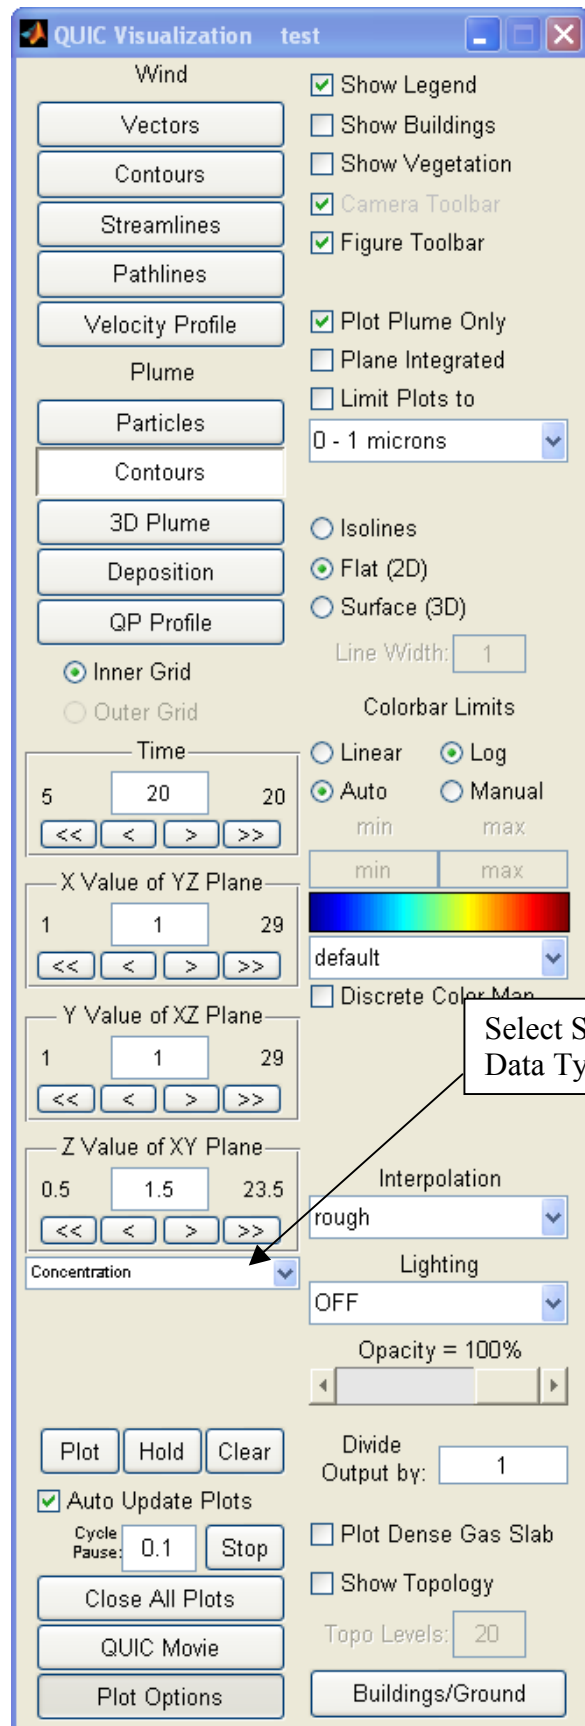 QUIC Visualization test
Wind
Vectors
Contours
Streamlines
Pathlines
Velocity Profile
Plume
Particles
Contours
3D Plume
Deposition
QP Profile
Inner Grid
Outer Grid
Time
5 20 20
<< < > >>
X Value of YZ Plane
1 1 29
<< < > >>
Y Value of XZ Plane
1 1 29
<< < > >>
Z Value of XY Plane
0.5 1.5 23.5
<< < > >>
Concentration
Plot Hold Clear
Auto Update Plots
Cycle
Pause: 0.1 Stop
Close All Plots
QUIC Movie
Plot Options
Show Legend
Show Buildings
Show Vegetation
Camera Toolbar
Figure Toolbar
Plot Plume Only
Plane Integrated
Limit Plots to
0 - 1 microns
Isolines
Flat (2D)
Surface (3D)
Line Width: 1
Colorbar Limits
Linear Log
Auto Manual
min max
min max
default
Discrete Color Map
Select S
Data Ty
Interpolation
rough
Lighting
OFF
Opacity = 100%
Divide
Output by: 1
Plot Dense Gas Slab
Show Topology
Topo Levels: 20
Buildings/Ground